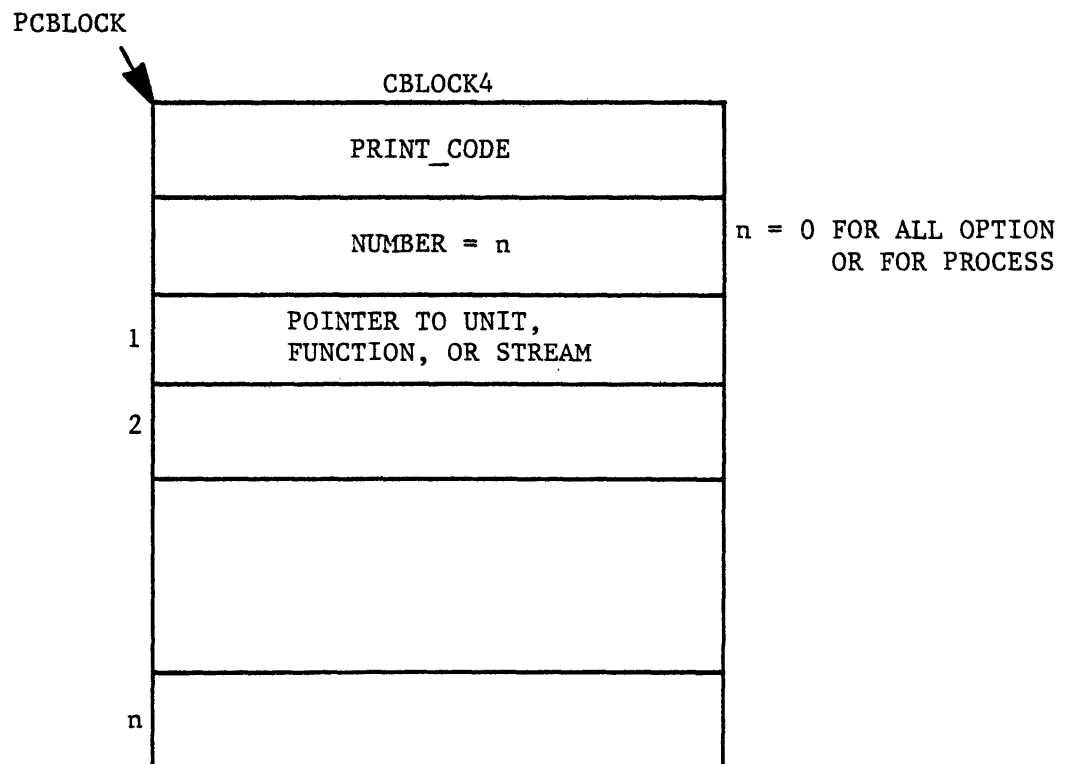 PCBLOCK
CBLOCK4
PRINT_CODE
NUMBER = n
n = 0 FOR ALL OPTION
OR FOR PROCESS
1
POINTER TO UNIT,
FUNCTION, OR STREAM
2
n